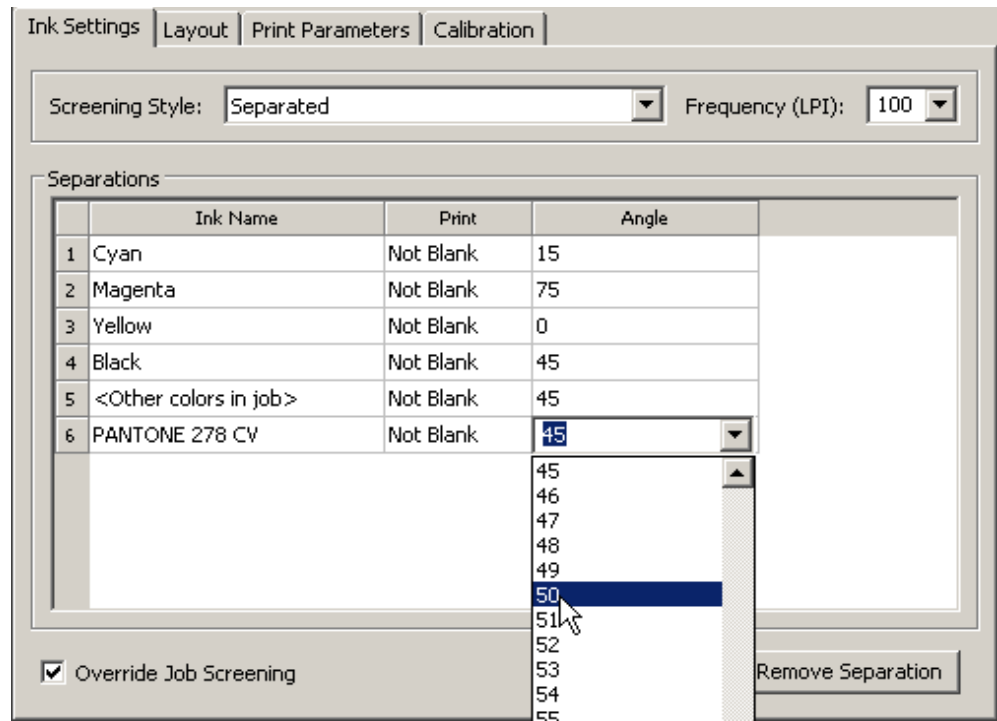 Ink Settings Layout Print Parameters Calibration
Screening Style: Separated Frequency (LPI): 100
Separations
Ink Name Print Angle
1 Cyan Not Blank 15
2 Magenta Not Blank 75
3 Yellow Not Blank 0
4 Black Not Blank 45
5 <Other colors in job> Not Blank 45
6 PANTONE 278 CV Not Blank 45
45
46
47
48
49
50
51
52
53
54
55
Override Job Screening Remove Separation